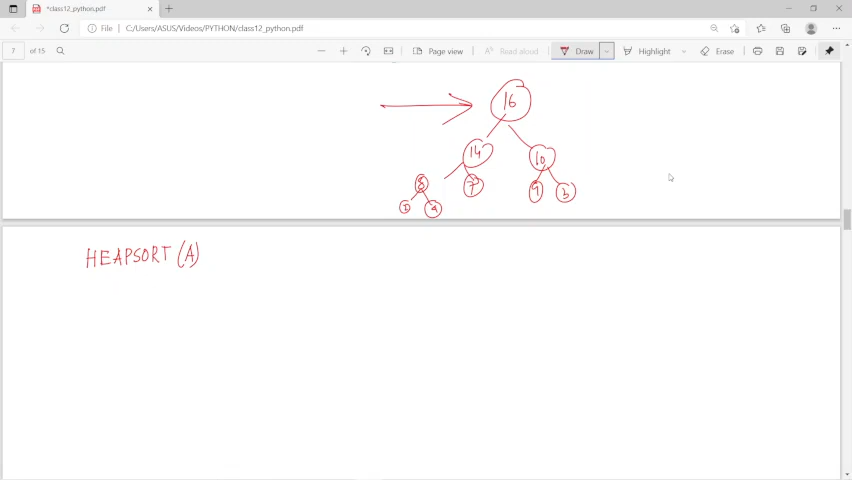 *class12_python.pdf
File C:/Users/ASUS/Videos/PYTHON/class12_python.pdf
7 of 15 Page view Read aloud Draw Highlight Erase
16
14 10
8 7 9 3
HEAPSORT (A)